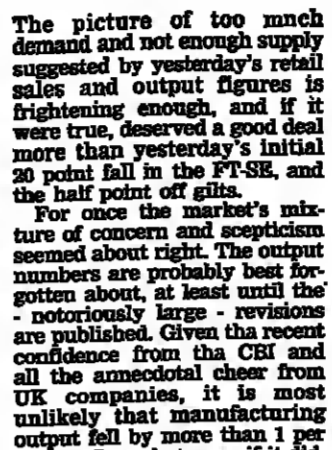 The picture of too mnch
demand and not enough supply
suggested by yesterday's retail
sales and output figures is
frightening enough, and if it
were true, deserved a good deal
more than yesterday's initial
20 point fall in the FT-SE, and
the half point off gilts.
For once the market's mix-
ture of concern and scepticism
seemed about right. The output
numbers are probably best for-
gotten about, at least until the
- notoriously large - revisions
are published. Given tha recent
confidence from tha CBI and
all the annecdotal cheer from
UK companies, it is most
unlikely that manufacturing
output fell by more than 1 per